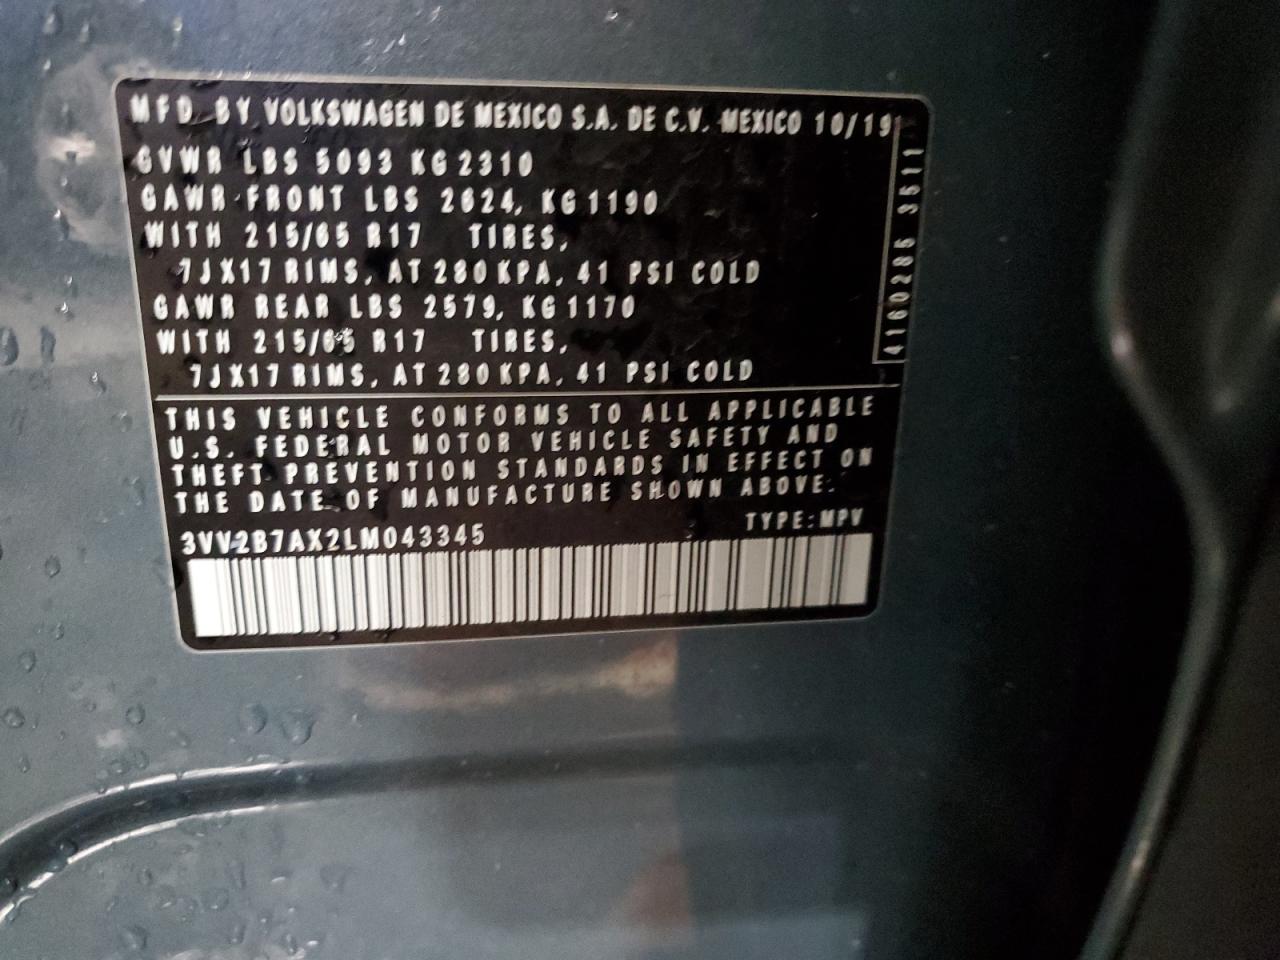 MFD. BY VOLKSWAGEN DE MEXICO S.A. DE C.V. MEXICO 10/19
GVWR LBS 5093 KG 2310
GAWR FRONT LBS 2624, KG 1190
WITH 215/65 R17 TIRES,
7JX17 RIMS, AT 280 KPA, 41 PSI COLD
GAWR REAR LBS 2579, KG 1170
WITH 215/65 R17 TIRES,
7JX17 RIMS, AT 280 KPA, 41 PSI COLD
4160286 3511
THIS VEHICLE CONFORMS TO ALL APPLICABLE
U.S. FEDERAL MOTOR VEHICLE SAFETY AND
THEFT PREVENTION STANDARDS IN EFFECT ON
THE DATE OF MANUFACTURE SHOWN ABOVE.
TYPE:MPV
3VV2B7AX2LM043345